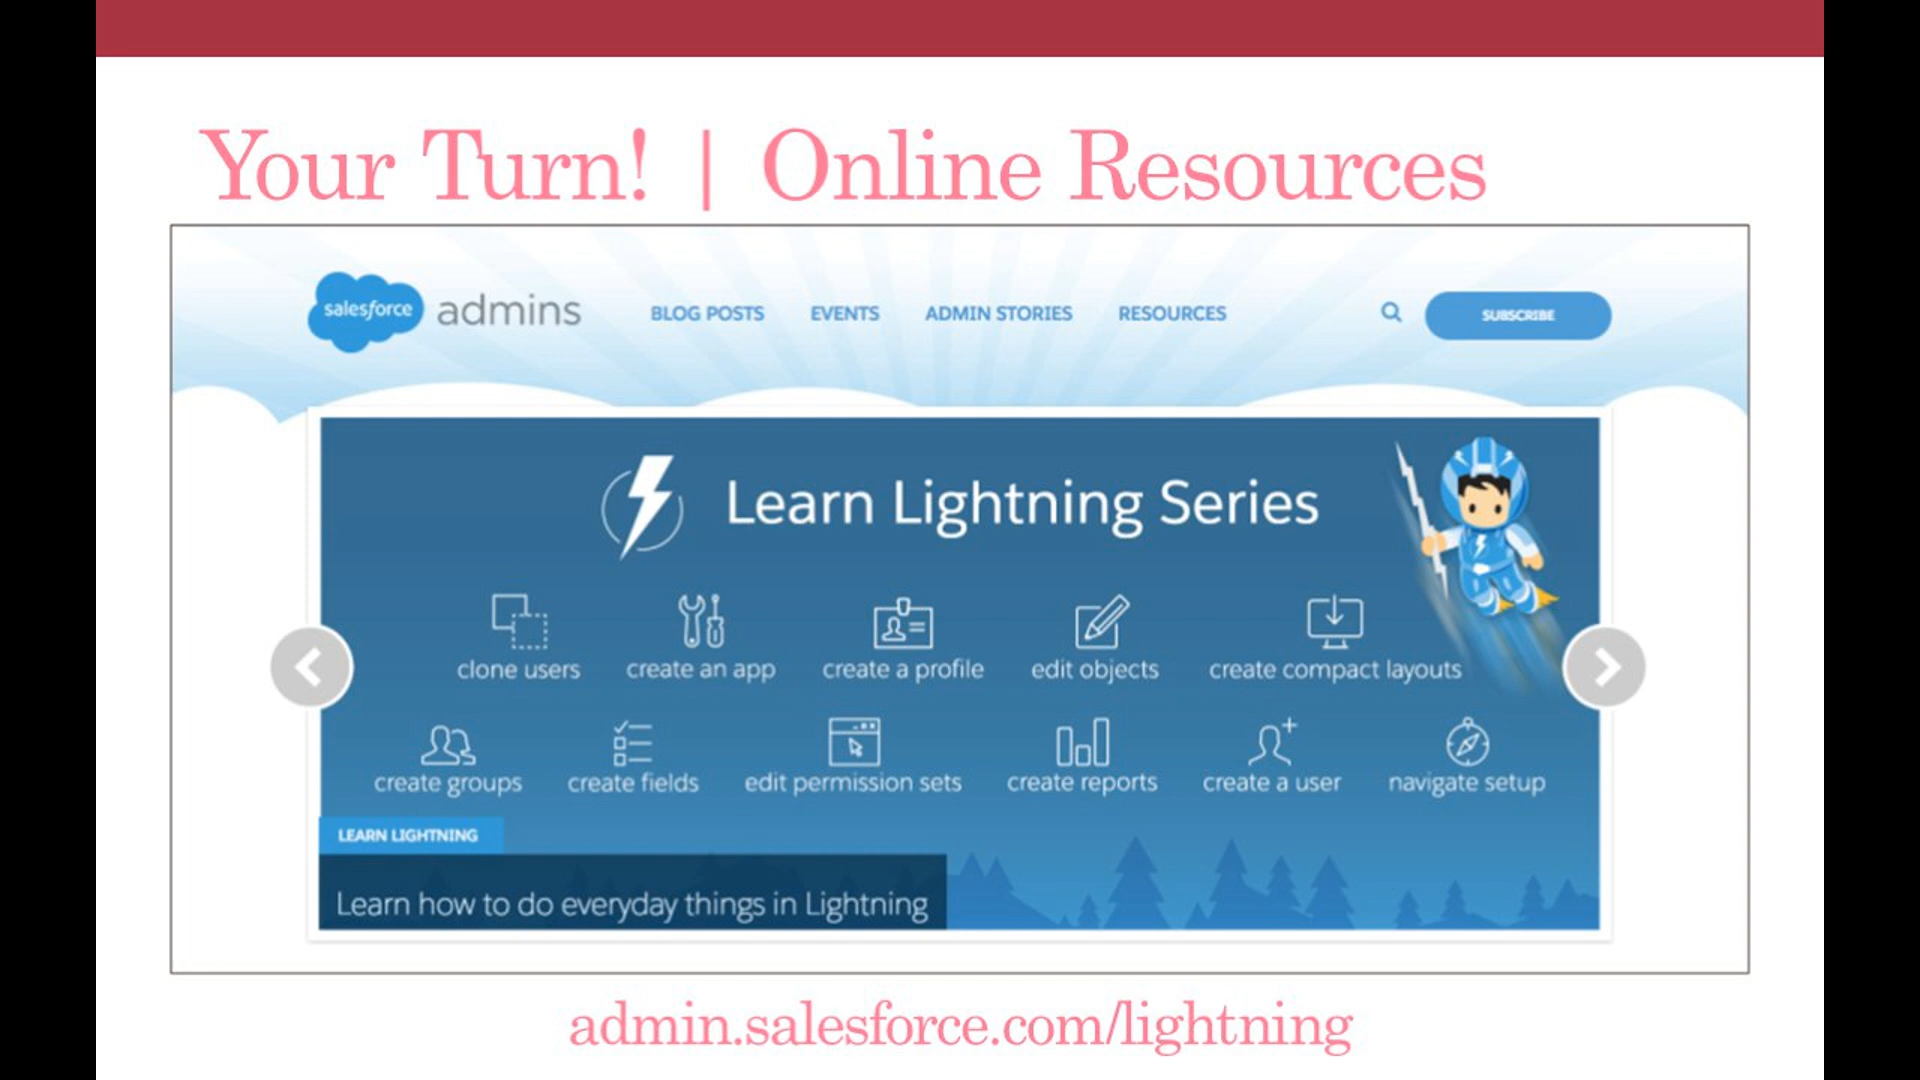 Your Turn! | Online Resources
salesforce admins BLOG POSTS EVENTS ADMIN STORIES RESOURCES SUBSCRIBE
Learn Lightning Series
clone users create an app create a profile edit objects create compact layouts
create groups create fields edit permission sets create reports create a user navigate setup
LEARN LIGHTNING
Learn how to do everyday things in Lightning
admin.salesforce.com/lightning